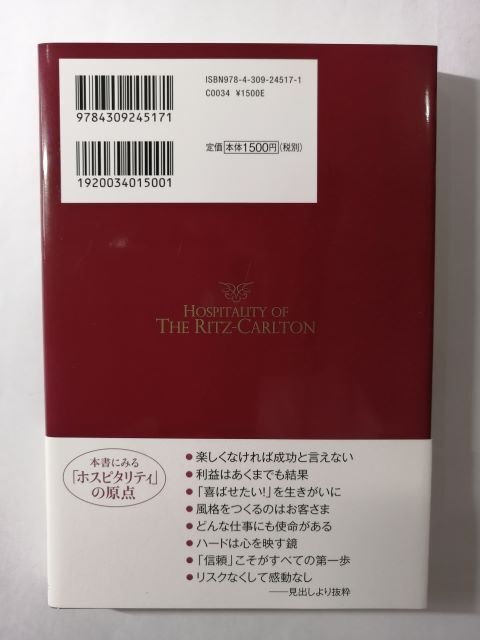 ISBN978-4-309-24517-1
C0034 ¥1500E
9784309245171
定価 本体1500円 (税別)
1920034015001
HOSPITALITY OF
THE RITZ-CARLTON
本書にみる
「ホスピタリティ」
の原点
● 楽しくなければ成功と言えない
● 利益はあくまでも結果
● 「喜ばせたい!」を生きがいに
● 風格をつくるのはお客さま
● どんな仕事にも使命がある
● ハードは心を映す鏡
● 「信頼」こそがすべての第一歩
● リスクなくして感動なし
——見出しより抜粋